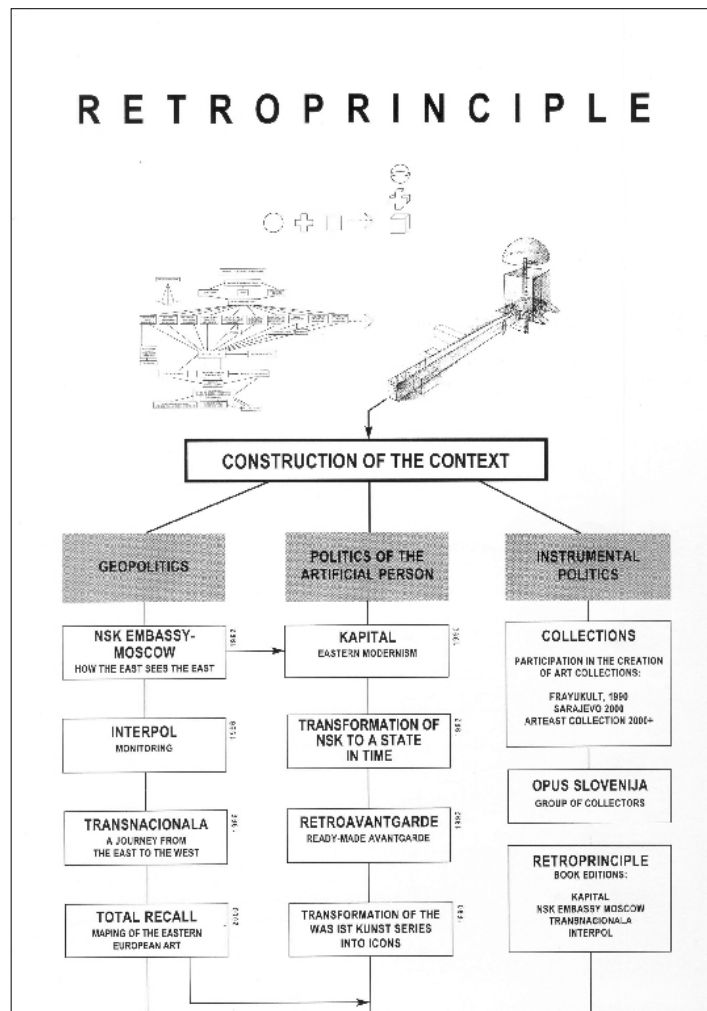 RETROPRINCIPLE
CONSTRUCTION OF THE CONTEXT
GEOPOLITICS
NSK EMBASSY-
MOSCOW
HOW THE EAST SEES THE EAST
1992
INTERPOL
MONITORING
TRANSNACIONALA
A JOURNEY FROM
THE EAST TO THE WEST
TOTAL RECALL
MAPING OF THE EASTERN
EUROPEAN ART
POLITICS OF THE
ARTIFICIAL PERSON
KAPITAL
EASTERN MODERNISM
TRANSFORMATION OF
NSK TO A STATE
IN TIME
RETROAVANTGARDE
READY-MADE AVANTGARDE
TRANSFORMATION OF THE
WAS IST KUNST SERIES
INTO ICONS
INSTRUMENTAL
POLITICS
COLLECTIONS
PARTICIPATION IN THE CREATION
OF ART COLLECTIONS:
FRAYUKULT, 1990
SARAJEVO 2000
ARTEAST COLLECTION 2000+
OPUS SLOVENIJA
GROUP OF COLLECTORS
RETROPRINCIPLE
BOOK EDITIONS:
KAPITAL
NSK EMBASSY MOSCOW
TRANSNACIONALA
INTERPOL